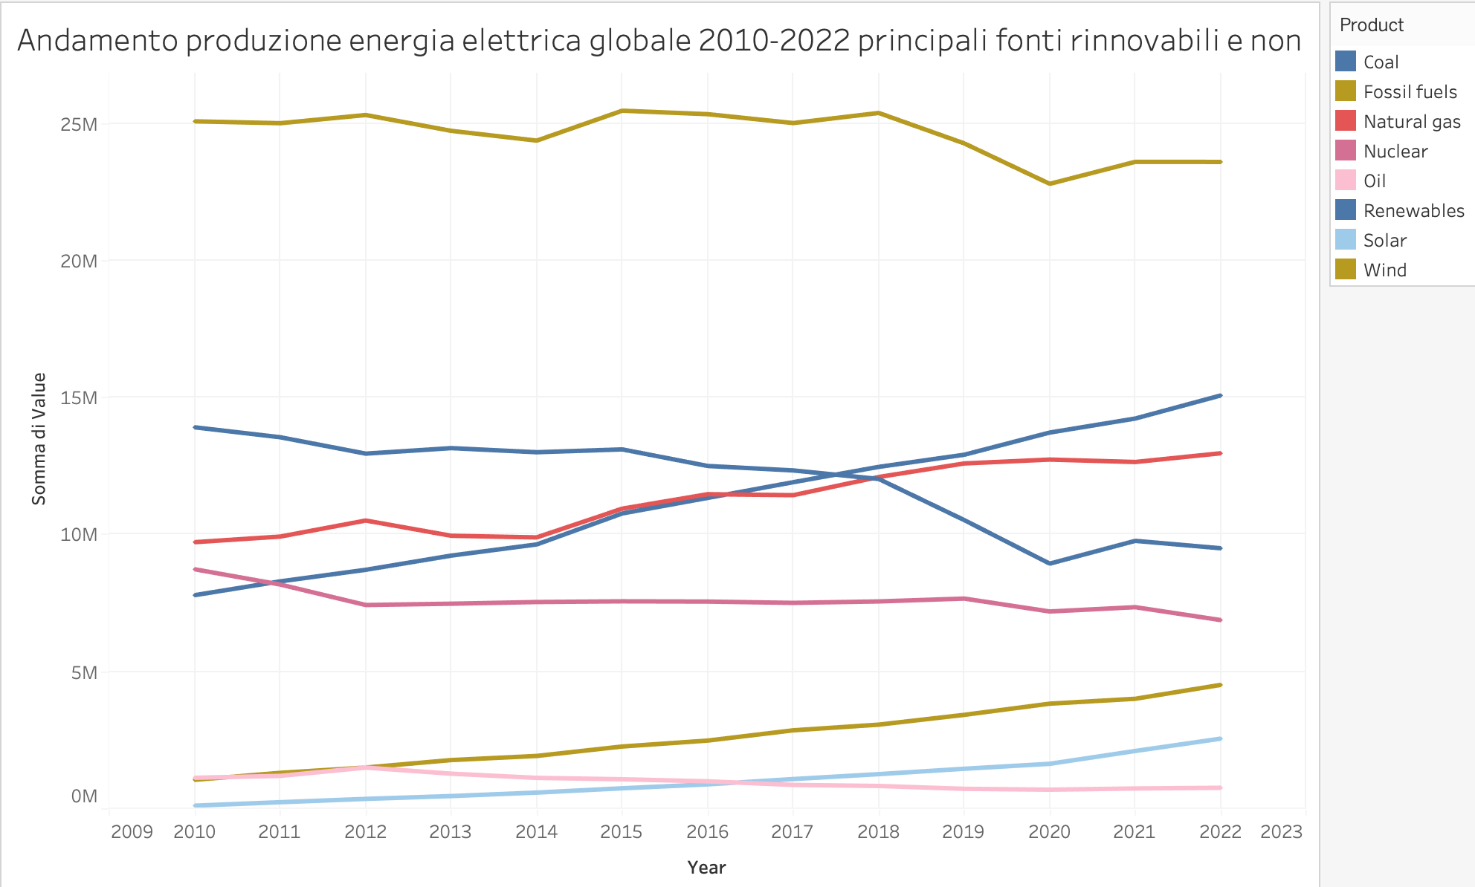 Andamento produzione energia elettrica globale 2010-2022 principali fonti rinnovabili e non
Product
Coal
Fossil fuels
Natural gas
Nuclear
Oil
Renewables
Solar
Wind
Somma di Value
25M
20M
15M
10M
5M
0M
2009 2010 2011 2012 2013 2014 2015 2016 2017 2018 2019 2020 2021 2022 2023
Year